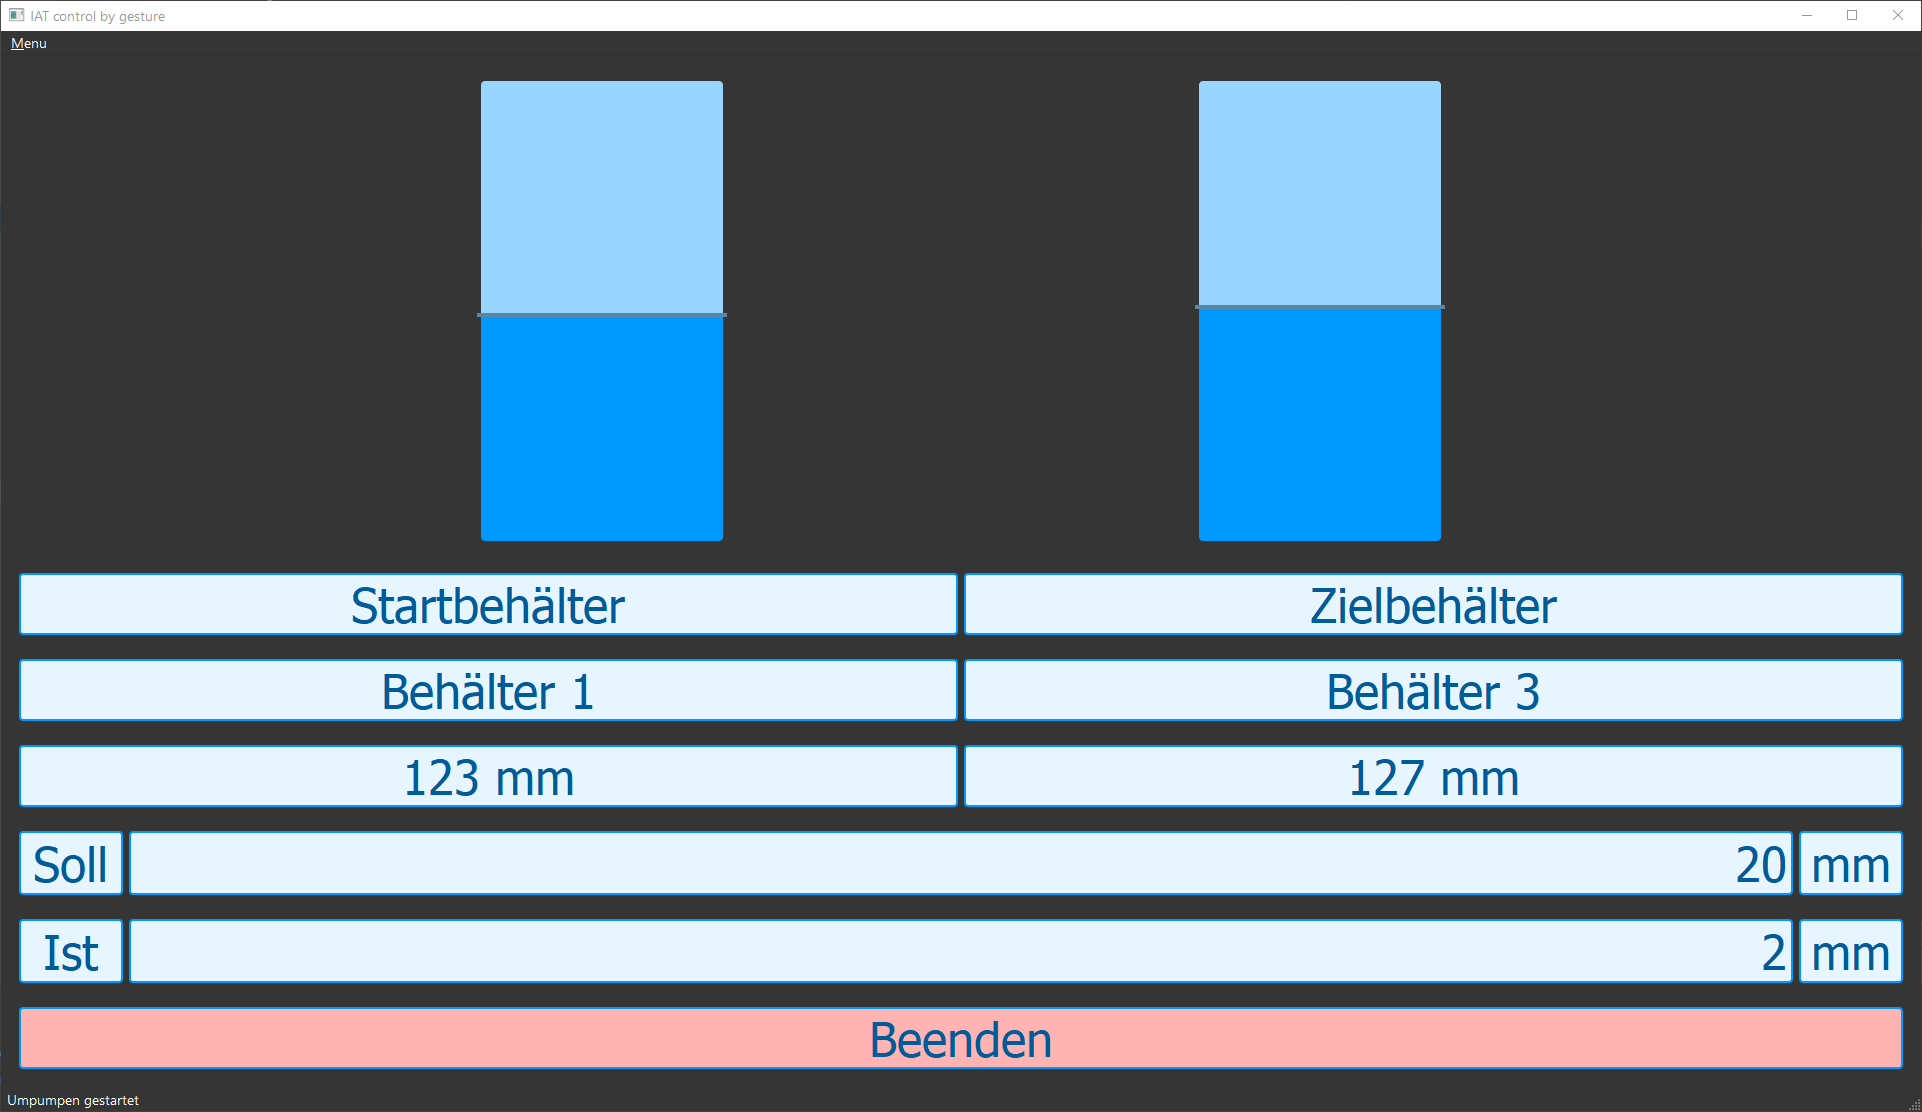 IAT control by gesture
Menu
Startbehälter Zielbehälter
Behälter 1 Behälter 3
123 mm 127 mm
Soll 20 mm
Ist 2 mm
Beenden
Umpumpen gestartet